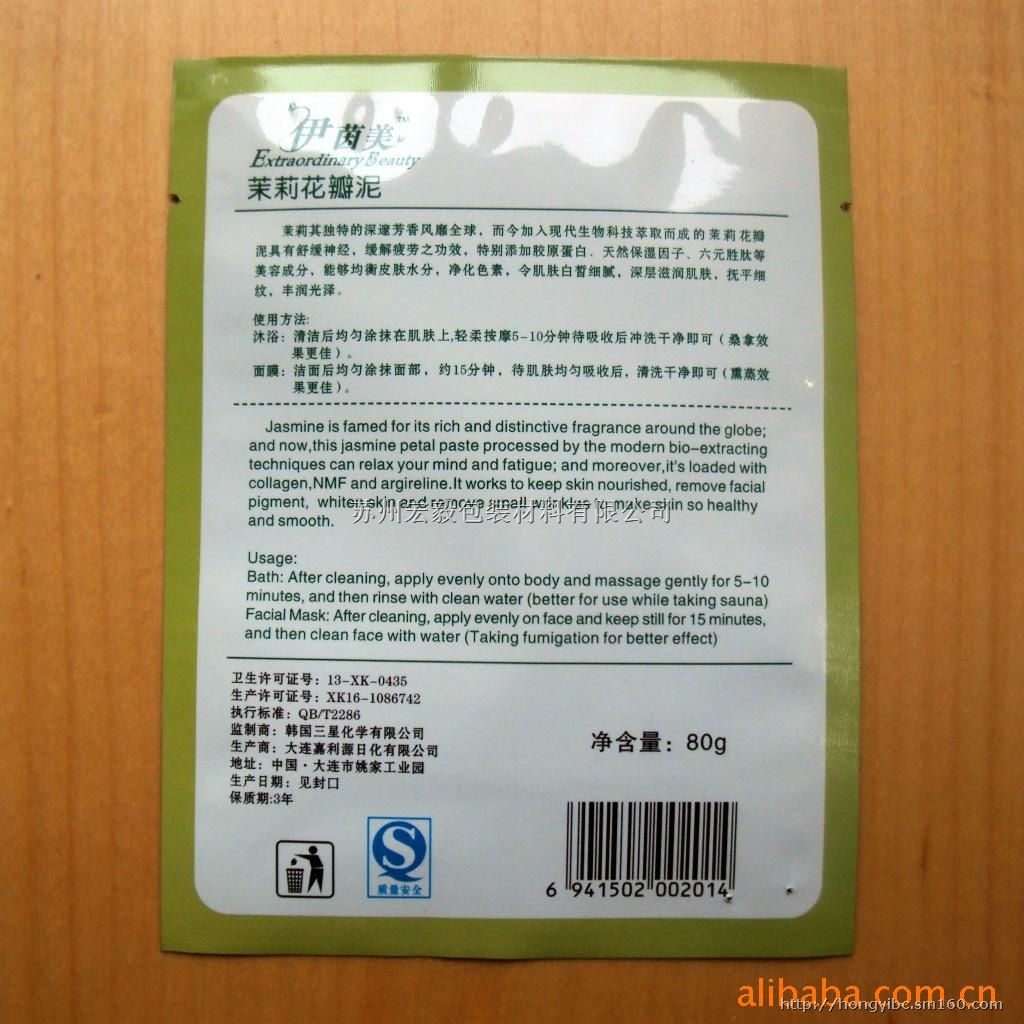 伊茵美™
Extraordinary Beauty
茉莉花瓣泥
茉莉其独特的深邃芳香风靡全球，而今加入现代生物科技萃取而成的茉莉花瓣
泥具有舒缓神经，缓解疲劳之功效，特别添加胶原蛋白、天然保湿因子、六元胜肽等
美容成分，能够均衡皮肤水分，净化色素，令肌肤白皙细腻，深层滋润肌肤，抚平细
纹，丰润光泽。
使用方法:
沐浴：清洁后均匀涂抹在肌肤上,轻柔按摩5-10分钟待吸收后冲洗干净即可（桑拿效
果更佳）。
面膜：洁面后均匀涂抹面部，约15分钟，待肌肤均匀吸收后，清洗干净即可（熏蒸效
果更佳）。
Jasmine is famed for its rich and distinctive fragrance around the globe;
and now,this jasmine petal paste processed by the modern bio-extracting
techniques can relax your mind and fatigue; and moreover,it's loaded with
collagen,NMF and argireline.It works to keep skin nourished, remove facial
pigment, whiten skin and remove small wrinkles to make skin so healthy
苏州宏毅包装材料有限公司
and smooth.
Usage:
Bath: After cleaning, apply evenly onto body and massage gently for 5-10
minutes, and then rinse with clean water (better for use while taking sauna)
Facial Mask: After cleaning, apply evenly on face and keep still for 15 minutes,
and then clean face with water (Taking fumigation for better effect)
卫生许可证号：13-XK-0435
生产许可证号：XK16-1086742
执行标准：QB/T2286
监制商：韩国三星化学有限公司
生产商：大连嘉利源日化有限公司
地址：中国·大连市姚家工业园
生产日期：见封口
保质期:3年
净含量：80g
质量安全
6 941502 002014
alibaba.com.cn
http://hongyibc.sm160.com